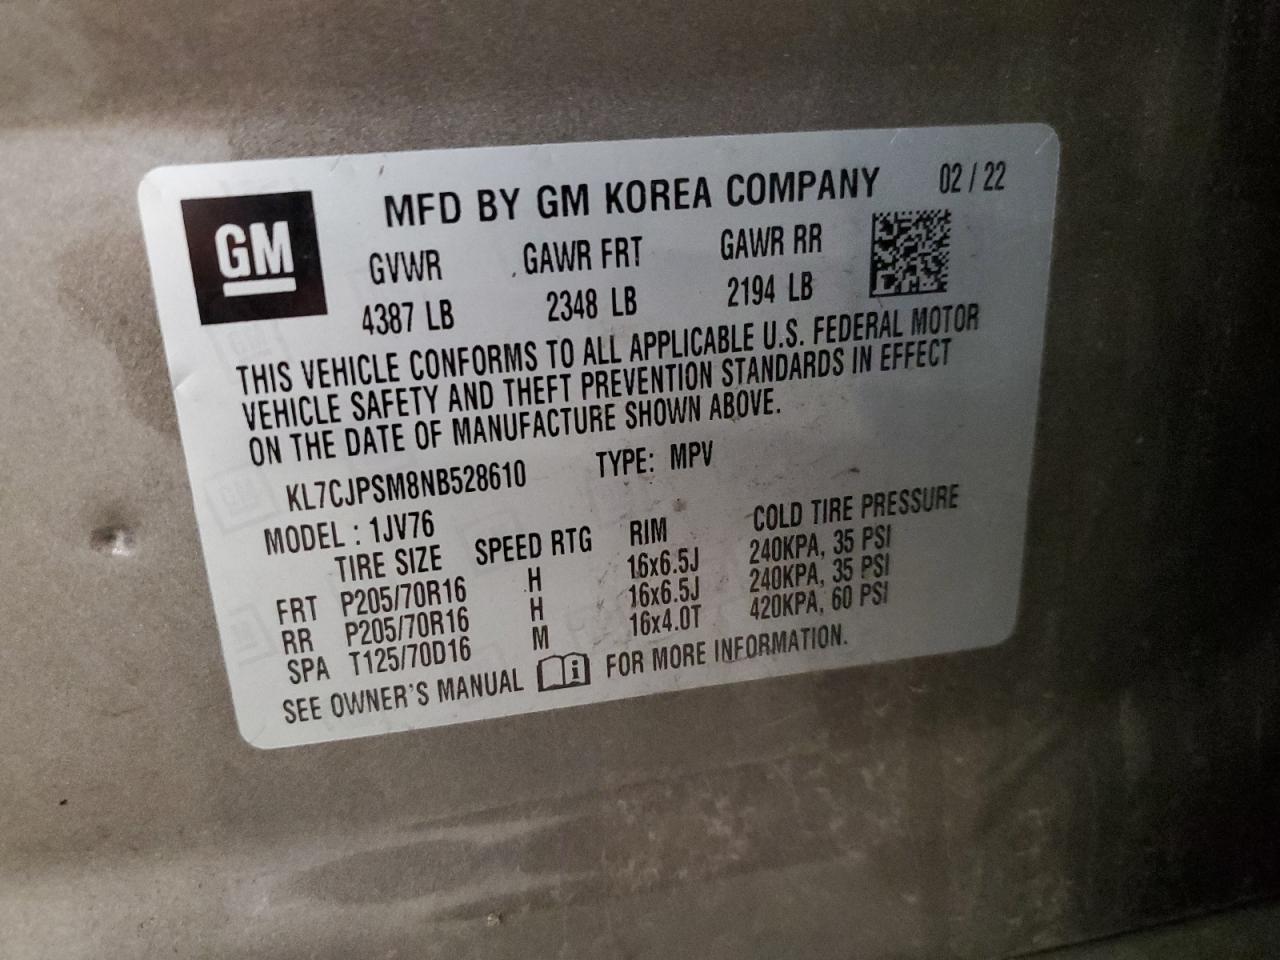 GM
MFD BY GM KOREA COMPANY 02 / 22
GVWR GAWR FRT GAWR RR
4387 LB 2348 LB 2194 LB
THIS VEHICLE CONFORMS TO ALL APPLICABLE U.S. FEDERAL MOTOR
VEHICLE SAFETY AND THEFT PREVENTION STANDARDS IN EFFECT
ON THE DATE OF MANUFACTURE SHOWN ABOVE.
KL7CJPSM8NB528610 TYPE: MPV
MODEL : 1JV76
TIRE SIZE SPEED RTG RIM COLD TIRE PRESSURE
FRT P205/70R16 H 16x6.5J 240KPA, 35 PSI
RR P205/70R16 H 16x6.5J 240KPA, 35 PSI
SPA T125/70D16 M 16x4.0T 420KPA, 60 PSI
SEE OWNER'S MANUAL i FOR MORE INFORMATION.